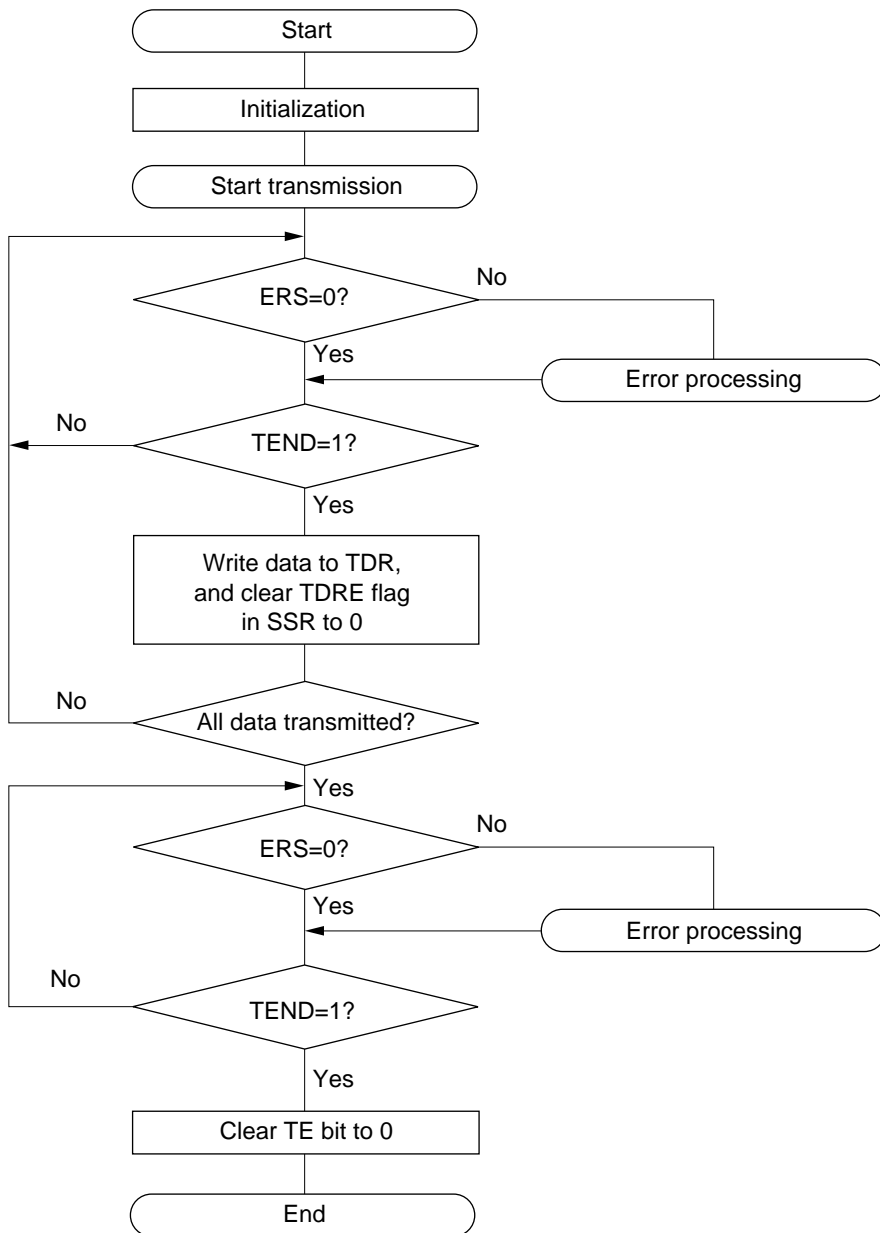 Start
Initialization
Start transmission
ERS=0?
No
Yes
Error processing
No
TEND=1?
Yes
Write data to TDR,
and clear TDRE flag
in SSR to 0
No
All data transmitted?
Yes
ERS=0?
No
Yes
Error processing
No
TEND=1?
Yes
Clear TE bit to 0
End